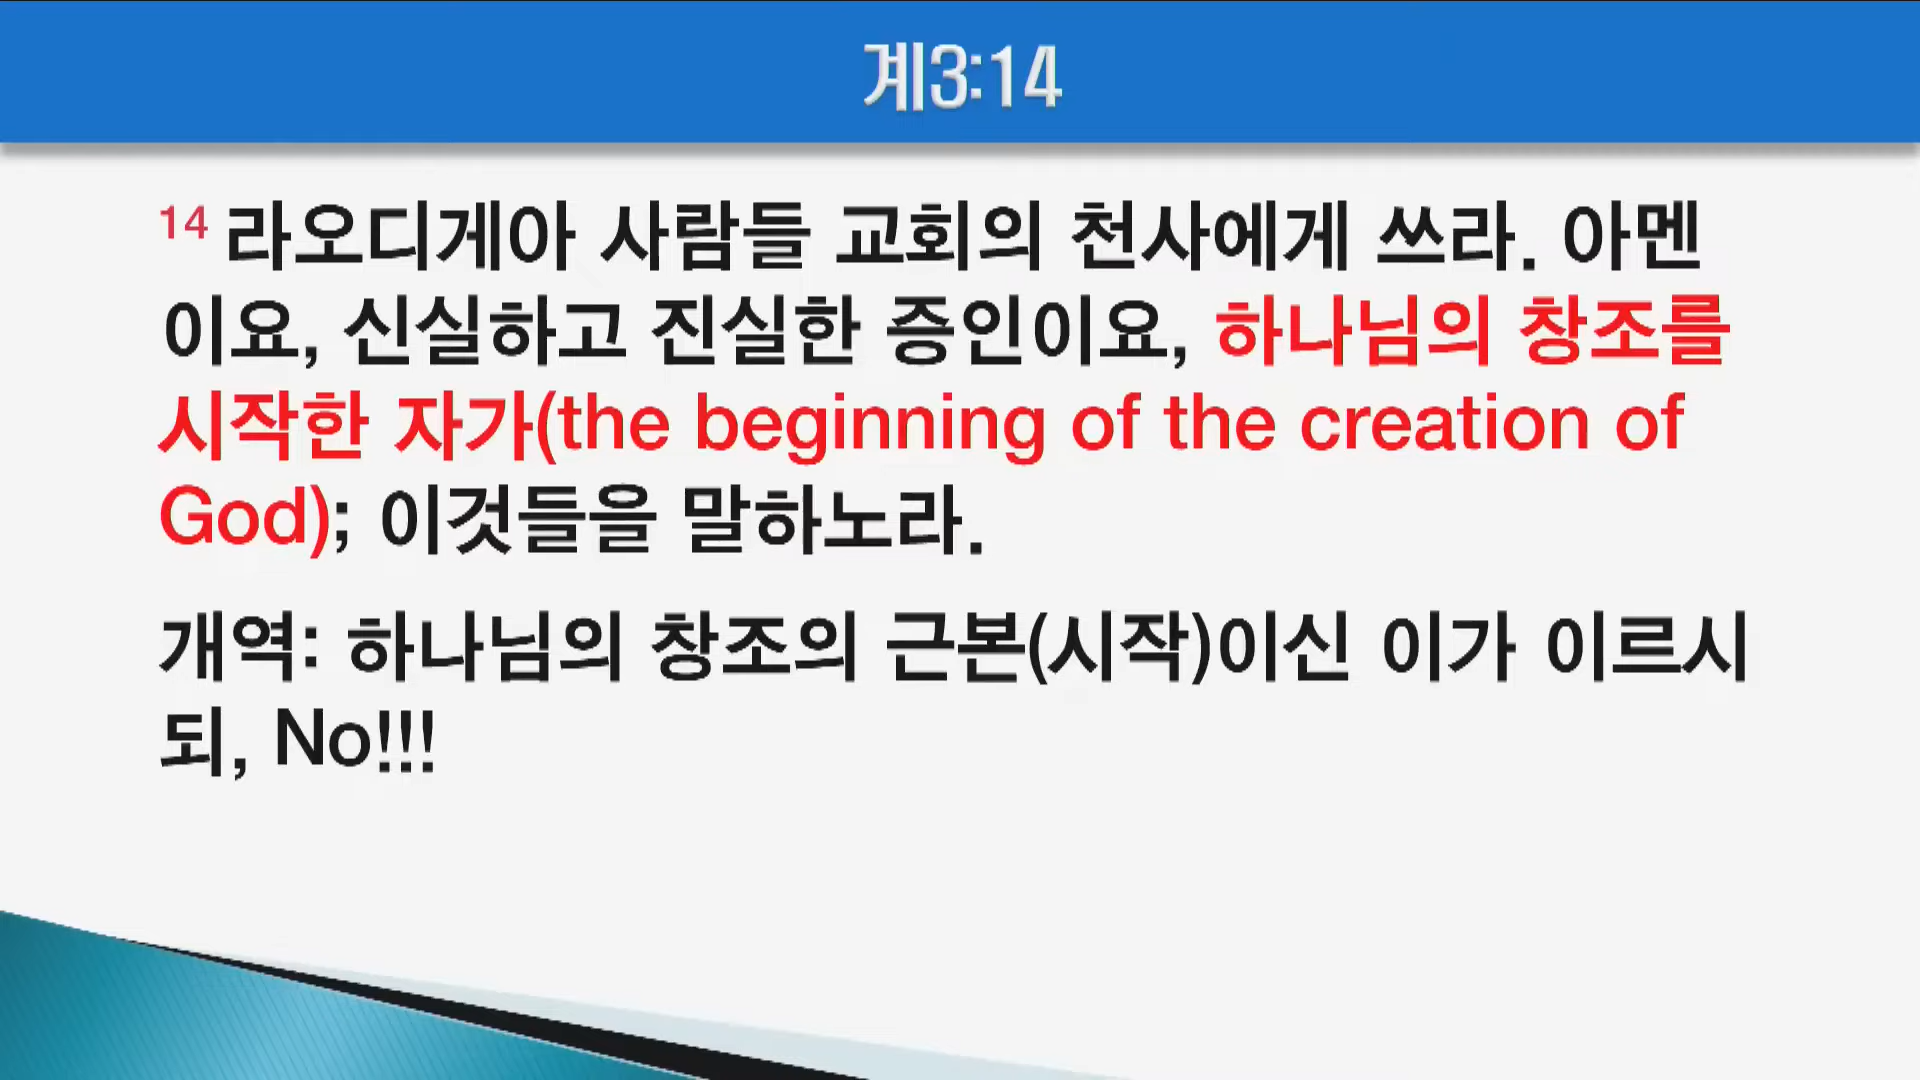 계3:14
14 라오디게아 사람들 교회의 천사에게 쓰라. 아멘
이요, 신실하고 진실한 증인이요, 하나님의 창조를
시작한 자가(the beginning of the creation of
God); 이것들을 말하노라.
개역: 하나님의 창조의 근본(시작)이신 이가 이르시
되, No!!!